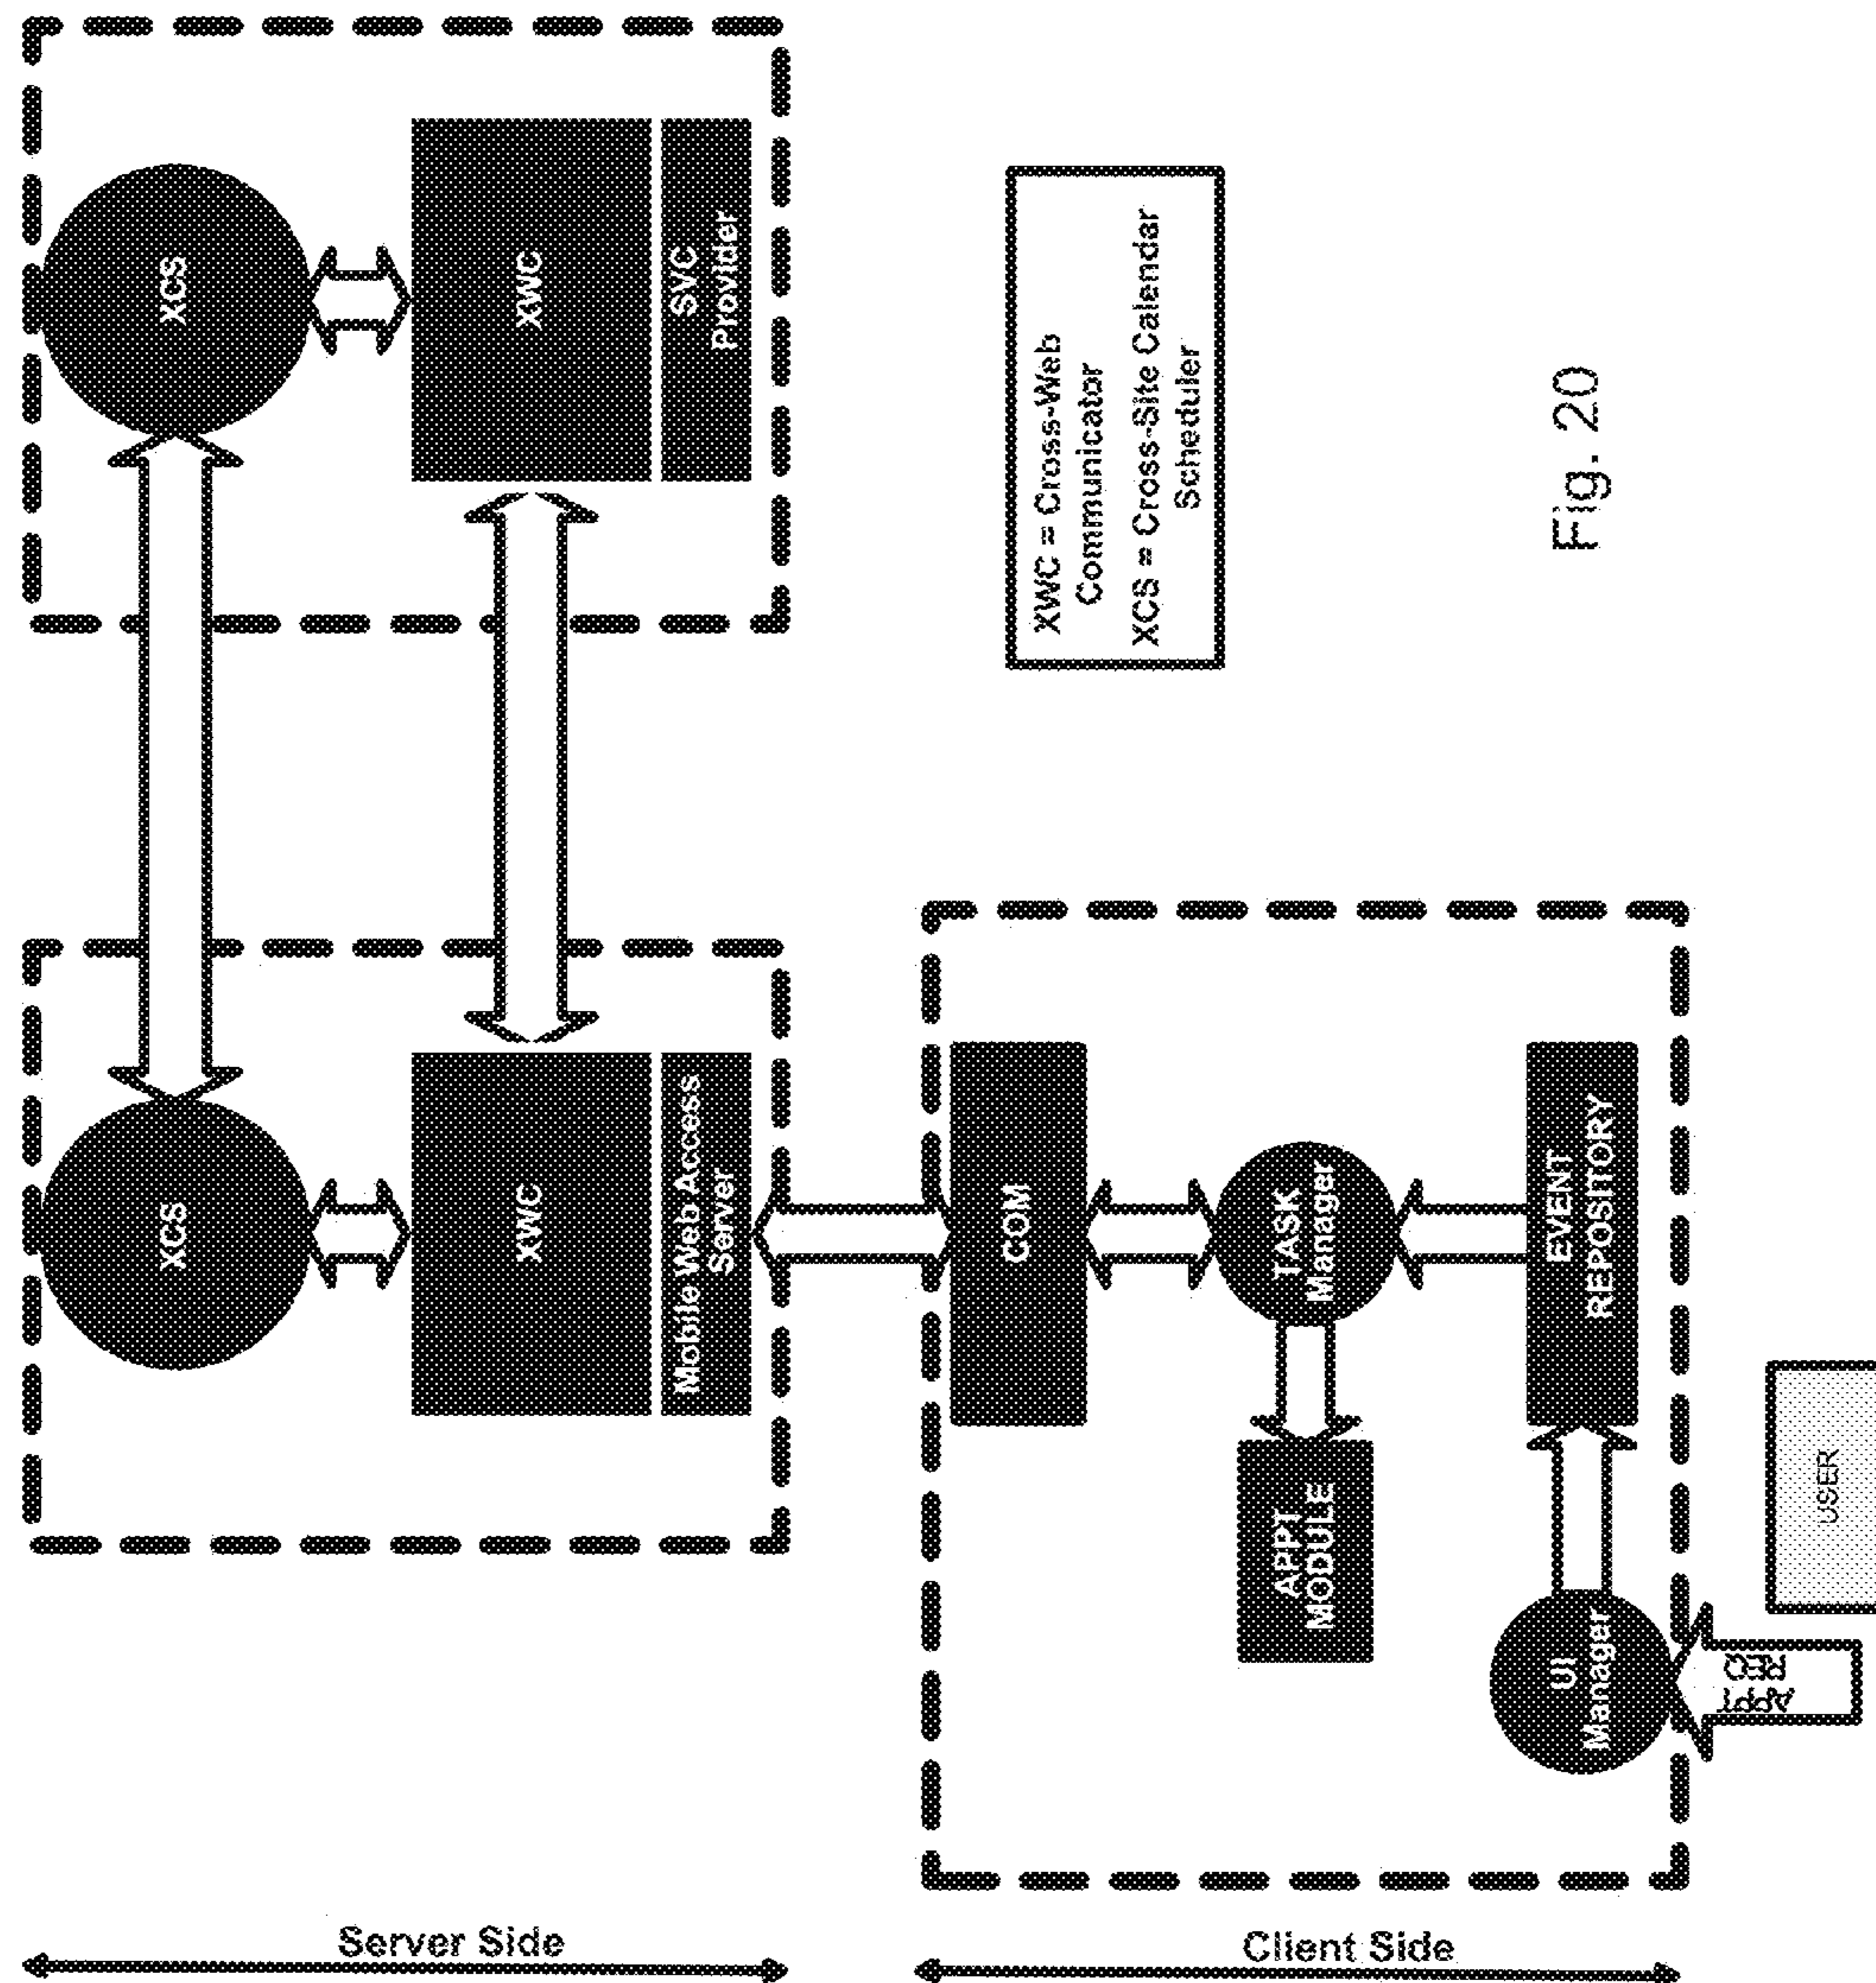 XCS
XWC
Mobile Web Access
Server
XCS
XWC
SVC
Provider
COM
TASK
Manager
APPT
MODULE
EVENT
REPOSITORY
UI
Manager
APPT
REQ
USER
XWC = Cross-Web
Communicator
XCS = Cross-Site Calendar
Scheduler
Server Side
Client Side
Fig. 20